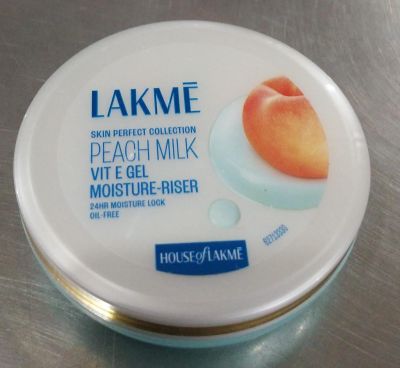 LAKMĒ
SKIN PERFECT COLLECTION
PEACH MILK
VIT E GEL
MOISTURE-RISER
24HR MOISTURE LOCK
OIL-FREE
HOUSE of LAKMĒ